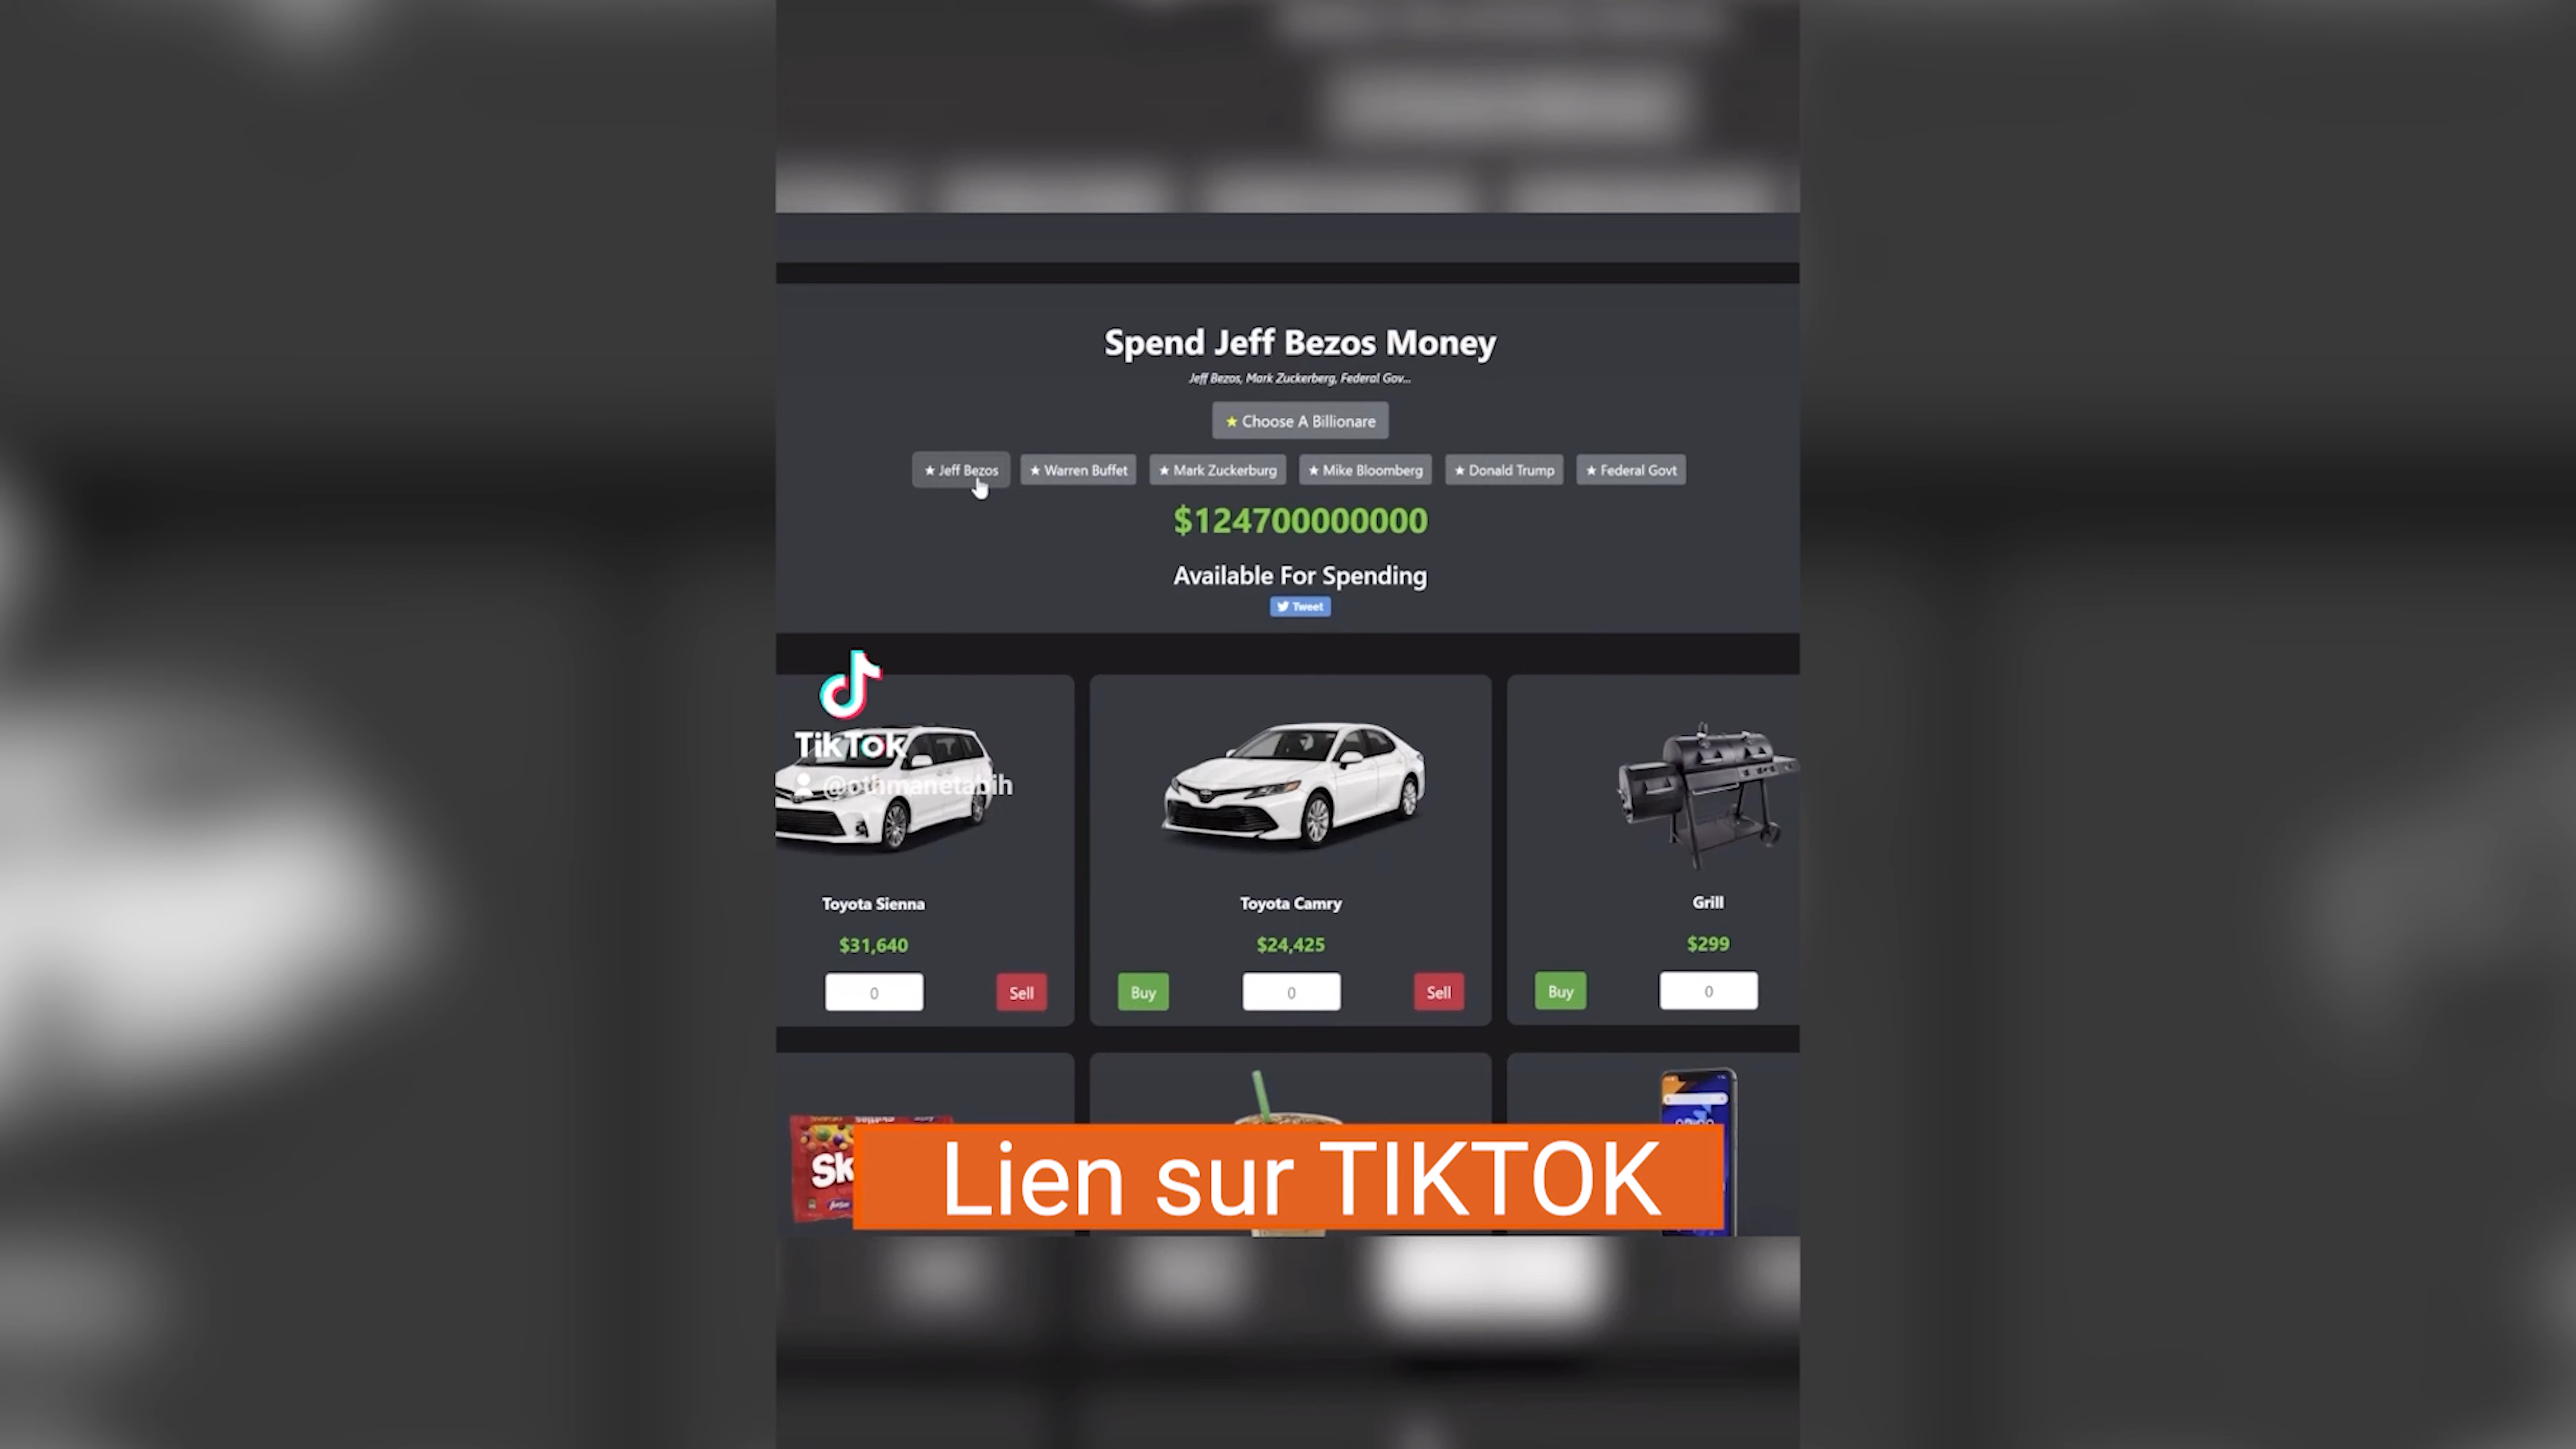 Spend Jeff Bezos Money
Jeff Bezos, Mark Zuckerberg, Federal Gov...
★ Choose A Billionare
★ Jeff Bezos ★ Warren Buffet ★ Mark Zuckerburg ★ Mike Bloomberg ★ Donald Trump ★ Federal Govt
$124700000000
Available For Spending
Tweet
TikTok
@othmanetabih
Toyota Sienna
$31,640
0 Sell
Toyota Camry
$24,425
Buy 0 Sell
Grill
$299
Buy 0
Sk
Lien sur TIKTOK